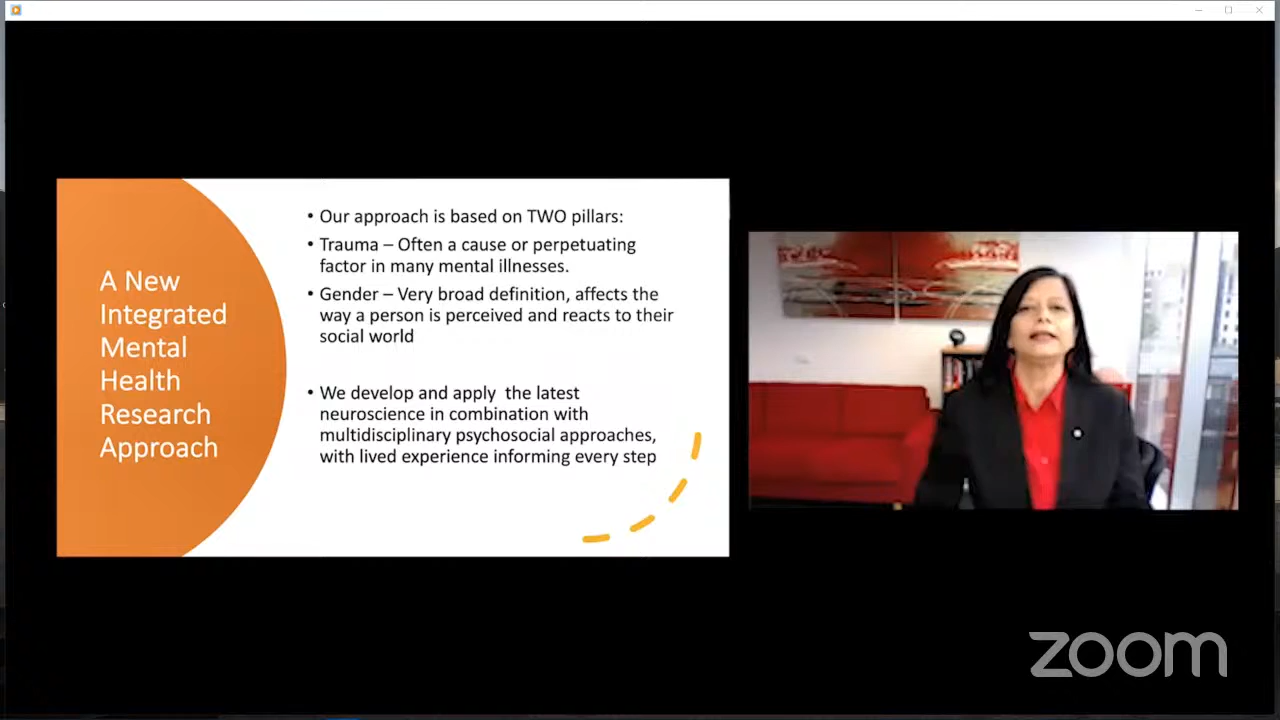 A New
Integrated
Mental
Health
Research
Approach
• Our approach is based on TWO pillars:
• Trauma – Often a cause or perpetuating
factor in many mental illnesses.
• Gender – Very broad definition, affects the
way a person is perceived and reacts to their
social world
• We develop and apply  the latest
neuroscience in combination with
multidisciplinary psychosocial approaches,
with lived experience informing every step
zoom